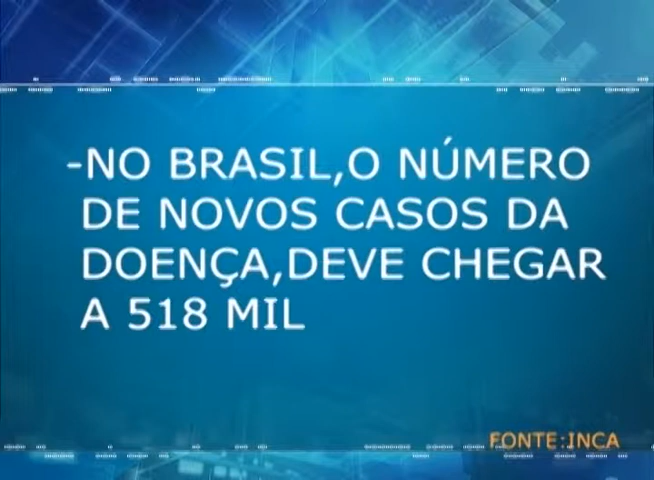 -NO BRASIL,O NÚMERO
DE NOVOS CASOS DA
DOENÇA,DEVE CHEGAR
A 518 MIL
FONTE:INCA